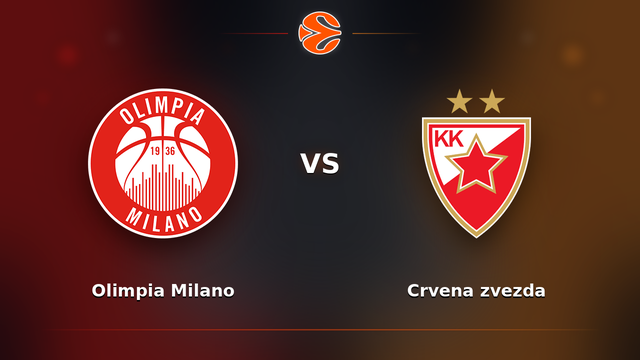 OLIMPIA
19 36
MILANO
VS
KK
Olimpia Milano
Crvena zvezda